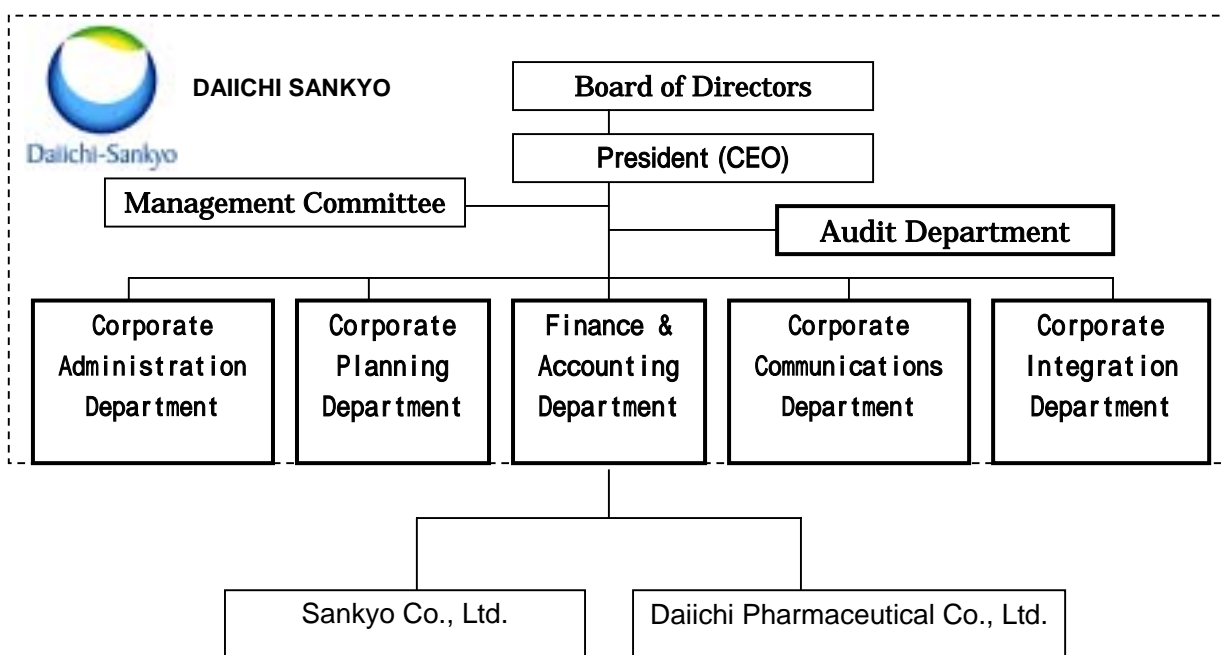 DAIICHI SANKYO
Daiichi-Sankyo
Board of Directors
President (CEO)
Management Committee
Audit Department
Corporate
Administration
Department
Corporate
Planning
Department
Finance &
Accounting
Department
Corporate
Communications
Department
Corporate
Integration
Department
Sankyo Co., Ltd.
Daiichi Pharmaceutical Co., Ltd.